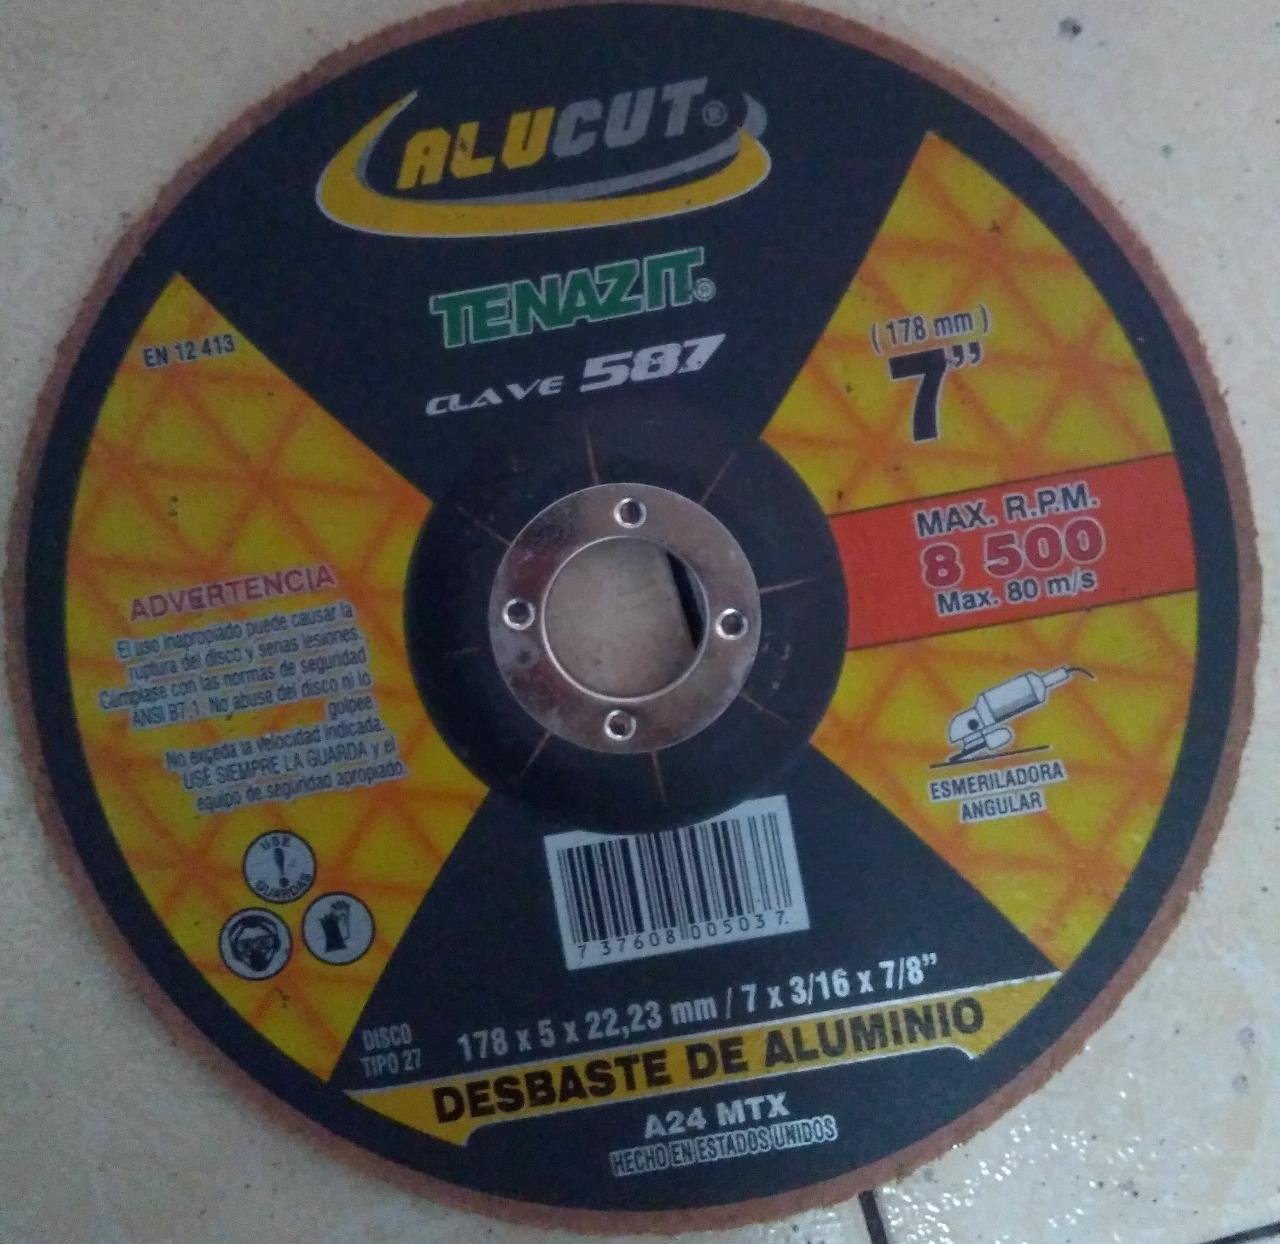 ALUCUT®
TENAZIT®
CLAVE 587
EN 12 413
(178 mm)
7”
MAX. R.P.M.
8 500
Max. 80 m/s
ADVERTENCIA
El uso inapropiado puede causar la
ruptura del disco y serias lesiones.
Cúmplase con las normas de seguridad
ANSI B7.1. No abuse del disco ni lo
golpee.
No exceda la velocidad indicada.
USE SIEMPRE LA GUARDA y el
equipo de seguridad apropiado.
USE
GUARDAS
ESMERILADORA
ANGULAR
7 37608 00503 7
DISCO
TIPO 27
178 x 5 x 22,23 mm / 7 x 3/16 x 7/8”
DESBASTE DE ALUMINIO
A24 MTX
HECHO EN ESTADOS UNIDOS